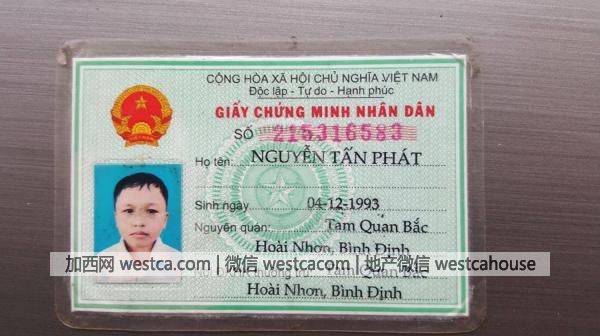 CỘNG HÒA XÃ HỘI CHỦ NGHĨA VIỆT NAM
Độc lập - Tự do - Hạnh phúc
GIẤY CHỨNG MINH NHÂN DÂN
SỐ 215316583
Họ tên: NGUYỄN TẤN PHÁT
Sinh ngày 04-12-1993
Nguyên quán: Tam Quan Bắc
Hoài Nhơn, Bình Định
加西网 westca.com | 微信 westcacom | 地产微信 westcahouse
Tam Quan Bắc
Hoài Nhơn, Bình Định